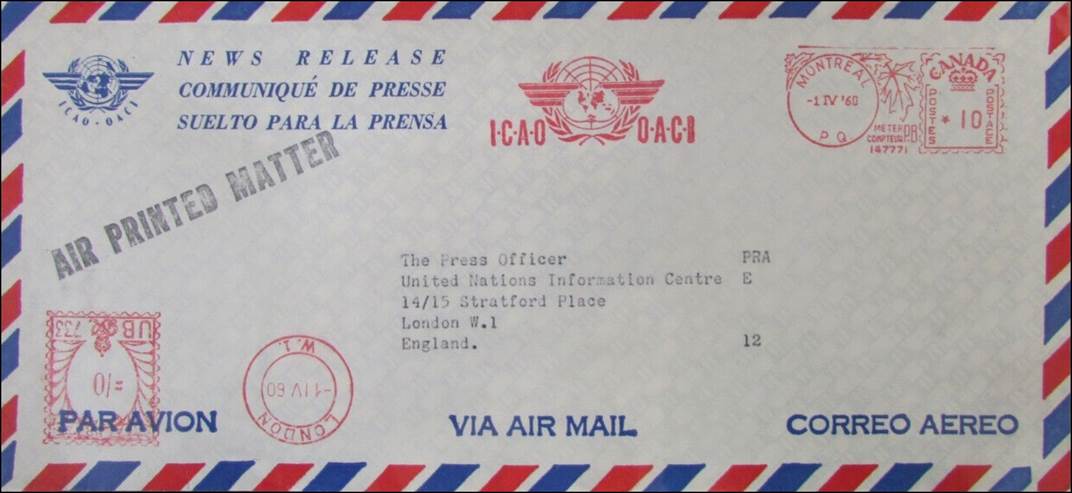 NEWS RELEASE
COMMUNIQUÉ DE PRESSE
SUELTO PARA LA PRENSA
ICAO - OACI
AIR PRINTED MATTER
I·C·A·O O·A·C·I
MONTREAL
-1 IV '60
P Q
METER P.B.
COMPTEUR
147771
CANADA
POSTES
* 10
POSTAGE
The Press Officer PRA
United Nations Information Centre E
14/15 Stratford Place
London W.1
England. 12
UB 733
0/=
W.1.
-1 IV 60
LONDON
PAR AVION
VIA AIR MAIL
CORREO AEREO